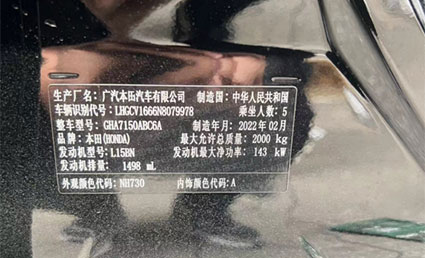 生产厂名：广汽本田汽车有限公司 制造国：中华人民共和国
车辆识别代号：LHGCV1666N8079978 乘坐人数：5
整车型号：GHA7150ABC6A 制造年月：2022年02月
品牌：本田(HONDA) 最大允许总质量：2000 kg
发动机型号：L15BN 发动机最大净功率：143 kW
发动机排量：1498 mL
外观颜色代码：NH730 内饰颜色代码：A